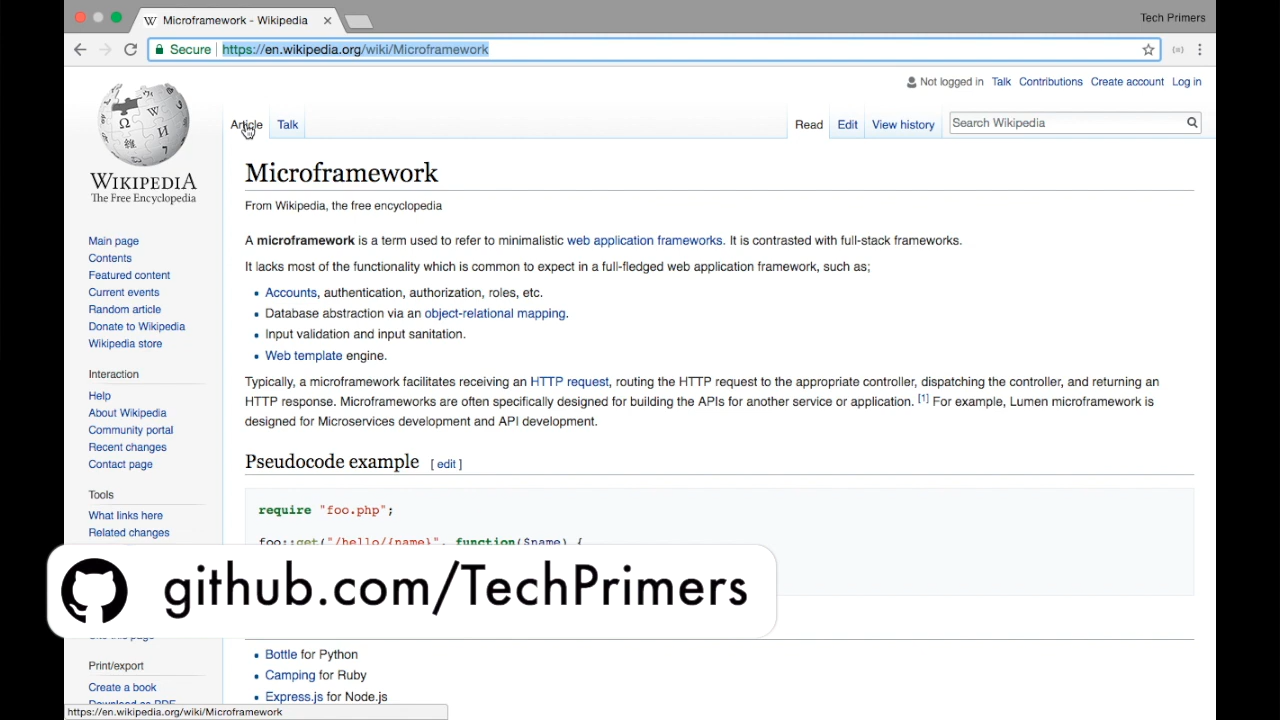 Microframework - Wikipedia
Tech Primers
Secure https://en.wikipedia.org/wiki/Microframework
Not logged in Talk Contributions Create account Log in
Article Talk Read Edit View history Search Wikipedia
WIKIPEDIA
The Free Encyclopedia
Main page
Contents
Featured content
Current events
Random article
Donate to Wikipedia
Wikipedia store
Interaction
Help
About Wikipedia
Community portal
Recent changes
Contact page
Tools
What links here
Related changes
Print/export
Create a book
Download as PDF
Microframework
From Wikipedia, the free encyclopedia
A microframework is a term used to refer to minimalistic web application frameworks. It is contrasted with full-stack frameworks.
It lacks most of the functionality which is common to expect in a full-fledged web application framework, such as;
• Accounts, authentication, authorization, roles, etc.
• Database abstraction via an object-relational mapping.
• Input validation and input sanitation.
• Web template engine.
Typically, a microframework facilitates receiving an HTTP request, routing the HTTP request to the appropriate controller, dispatching the controller, and returning an
HTTP response. Microframeworks are often specifically designed for building the APIs for another service or application. [1] For example, Lumen microframework is
designed for Microservices development and API development.
Pseudocode example [ edit ]
require "foo.php";
foo::get("/hello/{name}", function($name) {
github.com/TechPrimers
• Bottle for Python
• Camping for Ruby
• Express.js for Node.js
https://en.wikipedia.org/wiki/Microframework